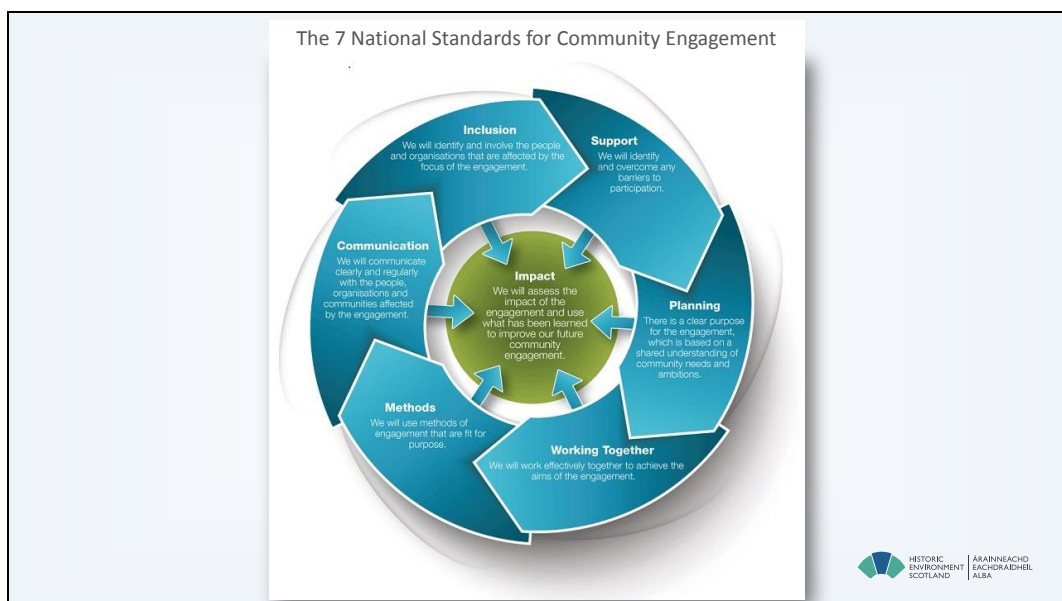 The 7 National Standards for Community Engagement
Inclusion
We will identify and involve the people
and organisations that are affected by the
focus of the engagement.
Support
We will identify
and overcome any
barriers to
participation.
Planning
There is a clear purpose
for the engagement,
which is based on a
shared understanding of
community needs and
ambitions.
Working Together
We will work effectively together to achieve the
aims of the engagement.
Methods
We will use methods of
engagement that are fit for
purpose.
Communication
We will communicate
clearly and regularly
with the people,
organisations and
communities affected
by the engagement.
Impact
We will assess the
impact of the
engagement and use
what has been learned
to improve our future
community
engagement.
HISTORIC
ENVIRONMENT
SCOTLAND
ÀRAINNEACHD
EACHDRAIDHEIL
ALBA